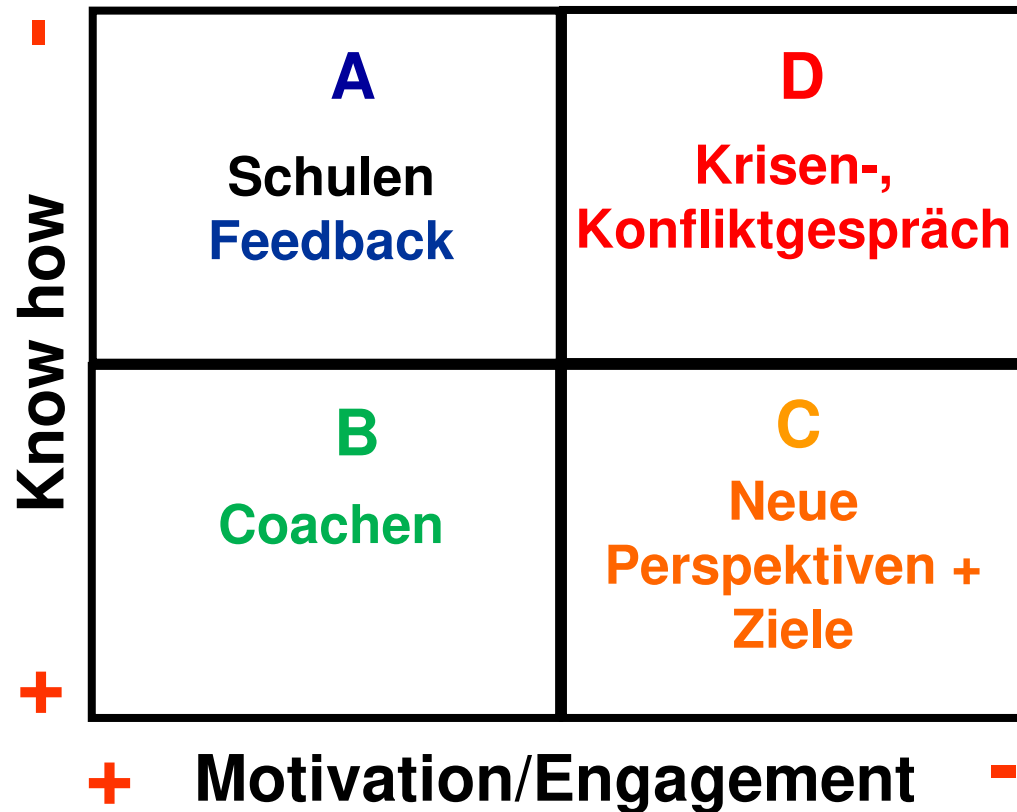 -
Know how
+
A
Schulen
Feedback
D
Krisen-,
Konfliktgespräch
B
Coachen
C
Neue
Perspektiven +
Ziele
+ Motivation/Engagement -